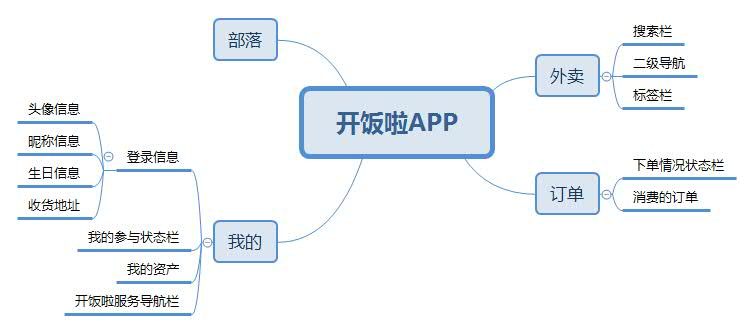 开饭啦APP
外卖
搜索栏
二级导航
标签栏
订单
下单情况状态栏
消费的订单
部落
我的
登录信息
头像信息
昵称信息
生日信息
收货地址
我的参与状态栏
我的资产
开饭啦服务导航栏